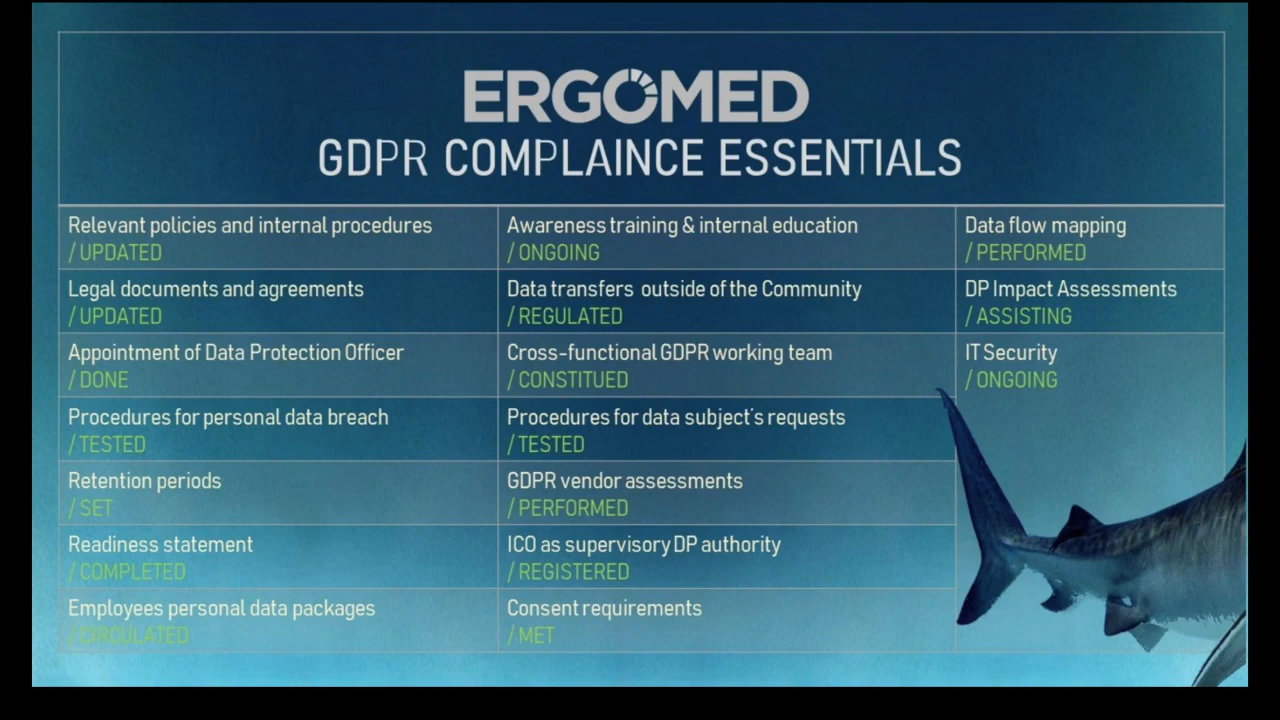 ERGOMED
GDPR COMPLAINCE ESSENTIALS
Relevant policies and internal procedures
/ UPDATED
Awareness training & internal education
/ ONGOING
Data flow mapping
/ PERFORMED
Legal documents and agreements
/ UPDATED
Data transfers outside of the Community
/ REGULATED
DP Impact Assessments
/ ASSISTING
Appointment of Data Protection Officer
/ DONE
Cross-functional GDPR working team
/ CONSTITUED
IT Security
/ ONGOING
Procedures for personal data breach
/ TESTED
Procedures for data subject's requests
/ TESTED
Retention periods
/ SET
GDPR vendor assessments
/ PERFORMED
Readiness statement
/ COMPLETED
ICO as supervisory DP authority
/ REGISTERED
Employees personal data packages
/ CIRCULATED
Consent requirements
/ MET